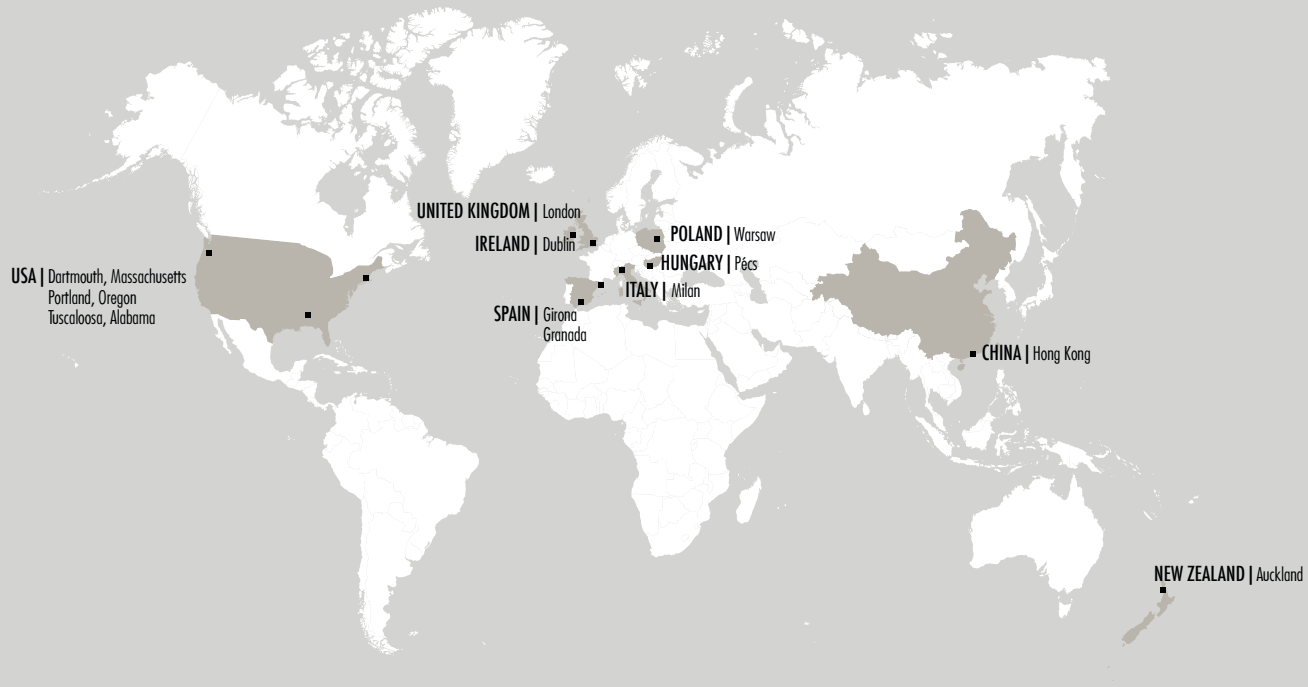 UNITED KINGDOM | London
IRELAND | Dublin
POLAND | Warsaw
HUNGARY | Pécs
USA | Dartmouth, Massachusetts
Portland, Oregon
Tuscaloosa, Alabama
ITALY | Milan
SPAIN | Girona
Granada
CHINA | Hong Kong
NEW ZEALAND | Auckland